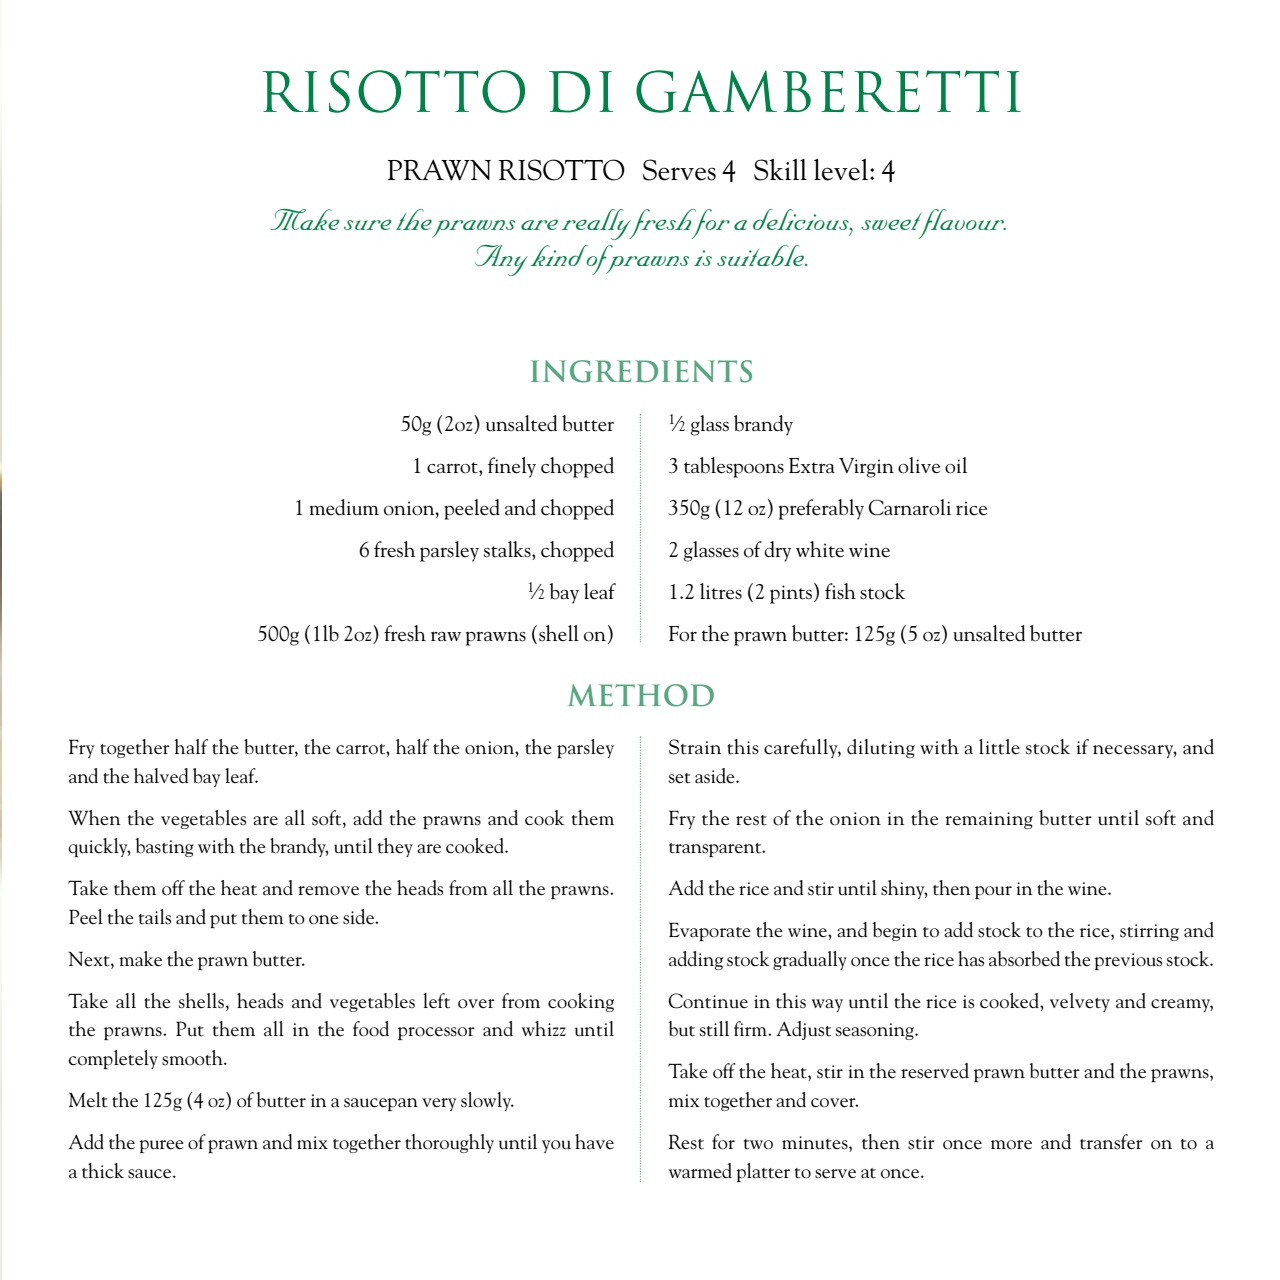 RISOTTO DI GAMBERETTI
PRAWN RISOTTO Serves 4 Skill level: 4
Make sure the prawns are really fresh for a delicious, sweet flavour.
Any kind of prawns is suitable.
INGREDIENTS
50g (2oz) unsalted butter
1 carrot, finely chopped
1 medium onion, peeled and chopped
6 fresh parsley stalks, chopped
½ bay leaf
500g (1lb 2oz) fresh raw prawns (shell on)
½ glass brandy
3 tablespoons Extra Virgin olive oil
350g (12 oz) preferably Carnaroli rice
2 glasses of dry white wine
1.2 litres (2 pints) fish stock
For the prawn butter: 125g (5 oz) unsalted butter
METHOD
Fry together half the butter, the carrot, half the onion, the parsley
and the halved bay leaf.
When the vegetables are all soft, add the prawns and cook them
quickly, basting with the brandy, until they are cooked.
Take them off the heat and remove the heads from all the prawns.
Peel the tails and put them to one side.
Next, make the prawn butter.
Take all the shells, heads and vegetables left over from cooking
the prawns. Put them all in the food processor and whizz until
completely smooth.
Melt the 125g (4 oz) of butter in a saucepan very slowly.
Add the puree of prawn and mix together thoroughly until you have
a thick sauce.
Strain this carefully, diluting with a little stock if necessary, and
set aside.
Fry the rest of the onion in the remaining butter until soft and
transparent.
Add the rice and stir until shiny, then pour in the wine.
Evaporate the wine, and begin to add stock to the rice, stirring and
adding stock gradually once the rice has absorbed the previous stock.
Continue in this way until the rice is cooked, velvety and creamy,
but still firm. Adjust seasoning.
Take off the heat, stir in the reserved prawn butter and the prawns,
mix together and cover.
Rest for two minutes, then stir once more and transfer on to a
warmed platter to serve at once.